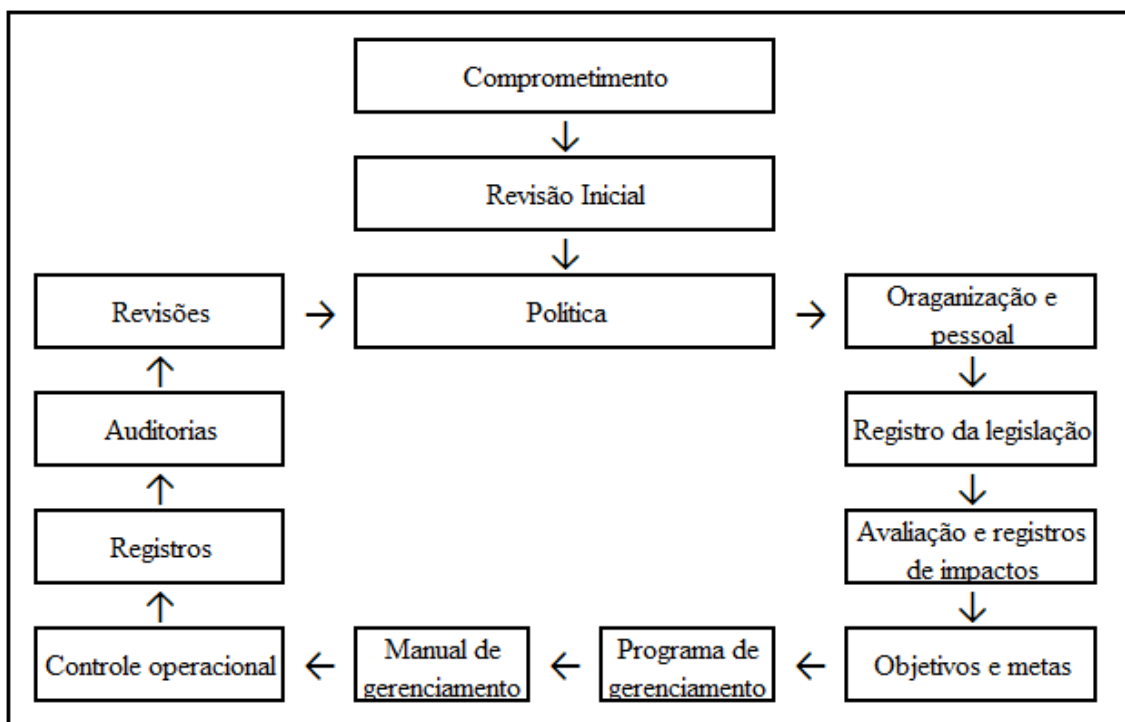 Comprometimento
Revisão Inicial
Revisões
Política
Oraganização e
pessoal
Auditorias
Registro da legislação
Registros
Avaliação e registros
de impactos
Controle operacional
Manual de
gerenciamento
Programa de
gerenciamento
Objetivos e metas